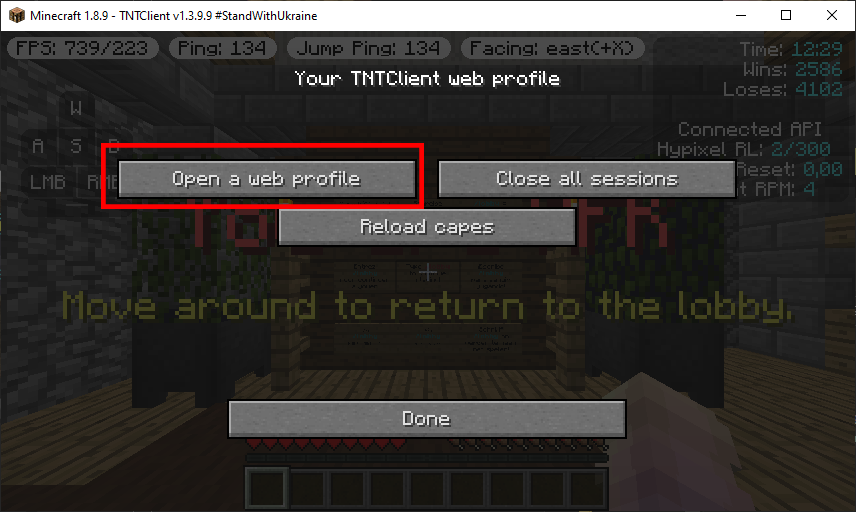 Minecraft 1.8.9 - TNTClient v1.3.9.9 #StandWithUkraine
FPS: 739/223 Ping: 134 Jump Ping: 134 Facing: east(+X)
Time: 12:29
Wins: 2586
Loses: 4102
Your TNTClient web profile
W
A S D
LMB
Connected API
Hypixel RL: 2/300
Reset: 0,00
RPM: 4
Open a web profile
Close all sessions
Reload capes
Move around to return to the lobby.
Done